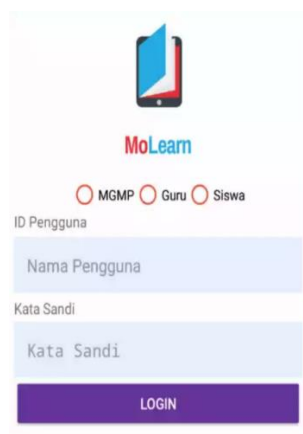 MoLearn
MGMP Guru Siswa
ID Pengguna
Nama Pengguna
Kata Sandi
Kata Sandi
LOGIN